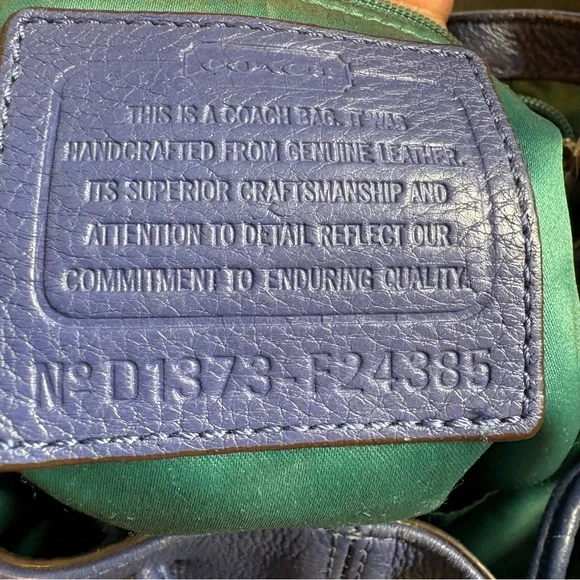 COACH
THIS IS A COACH BAG. IT WAS
HANDCRAFTED FROM GENUINE LEATHER.
ITS SUPERIOR CRAFTSMANSHIP AND
ATTENTION TO DETAIL REFLECT OUR
COMMITMENT TO ENDURING QUALITY.
Nº D1373-F24385